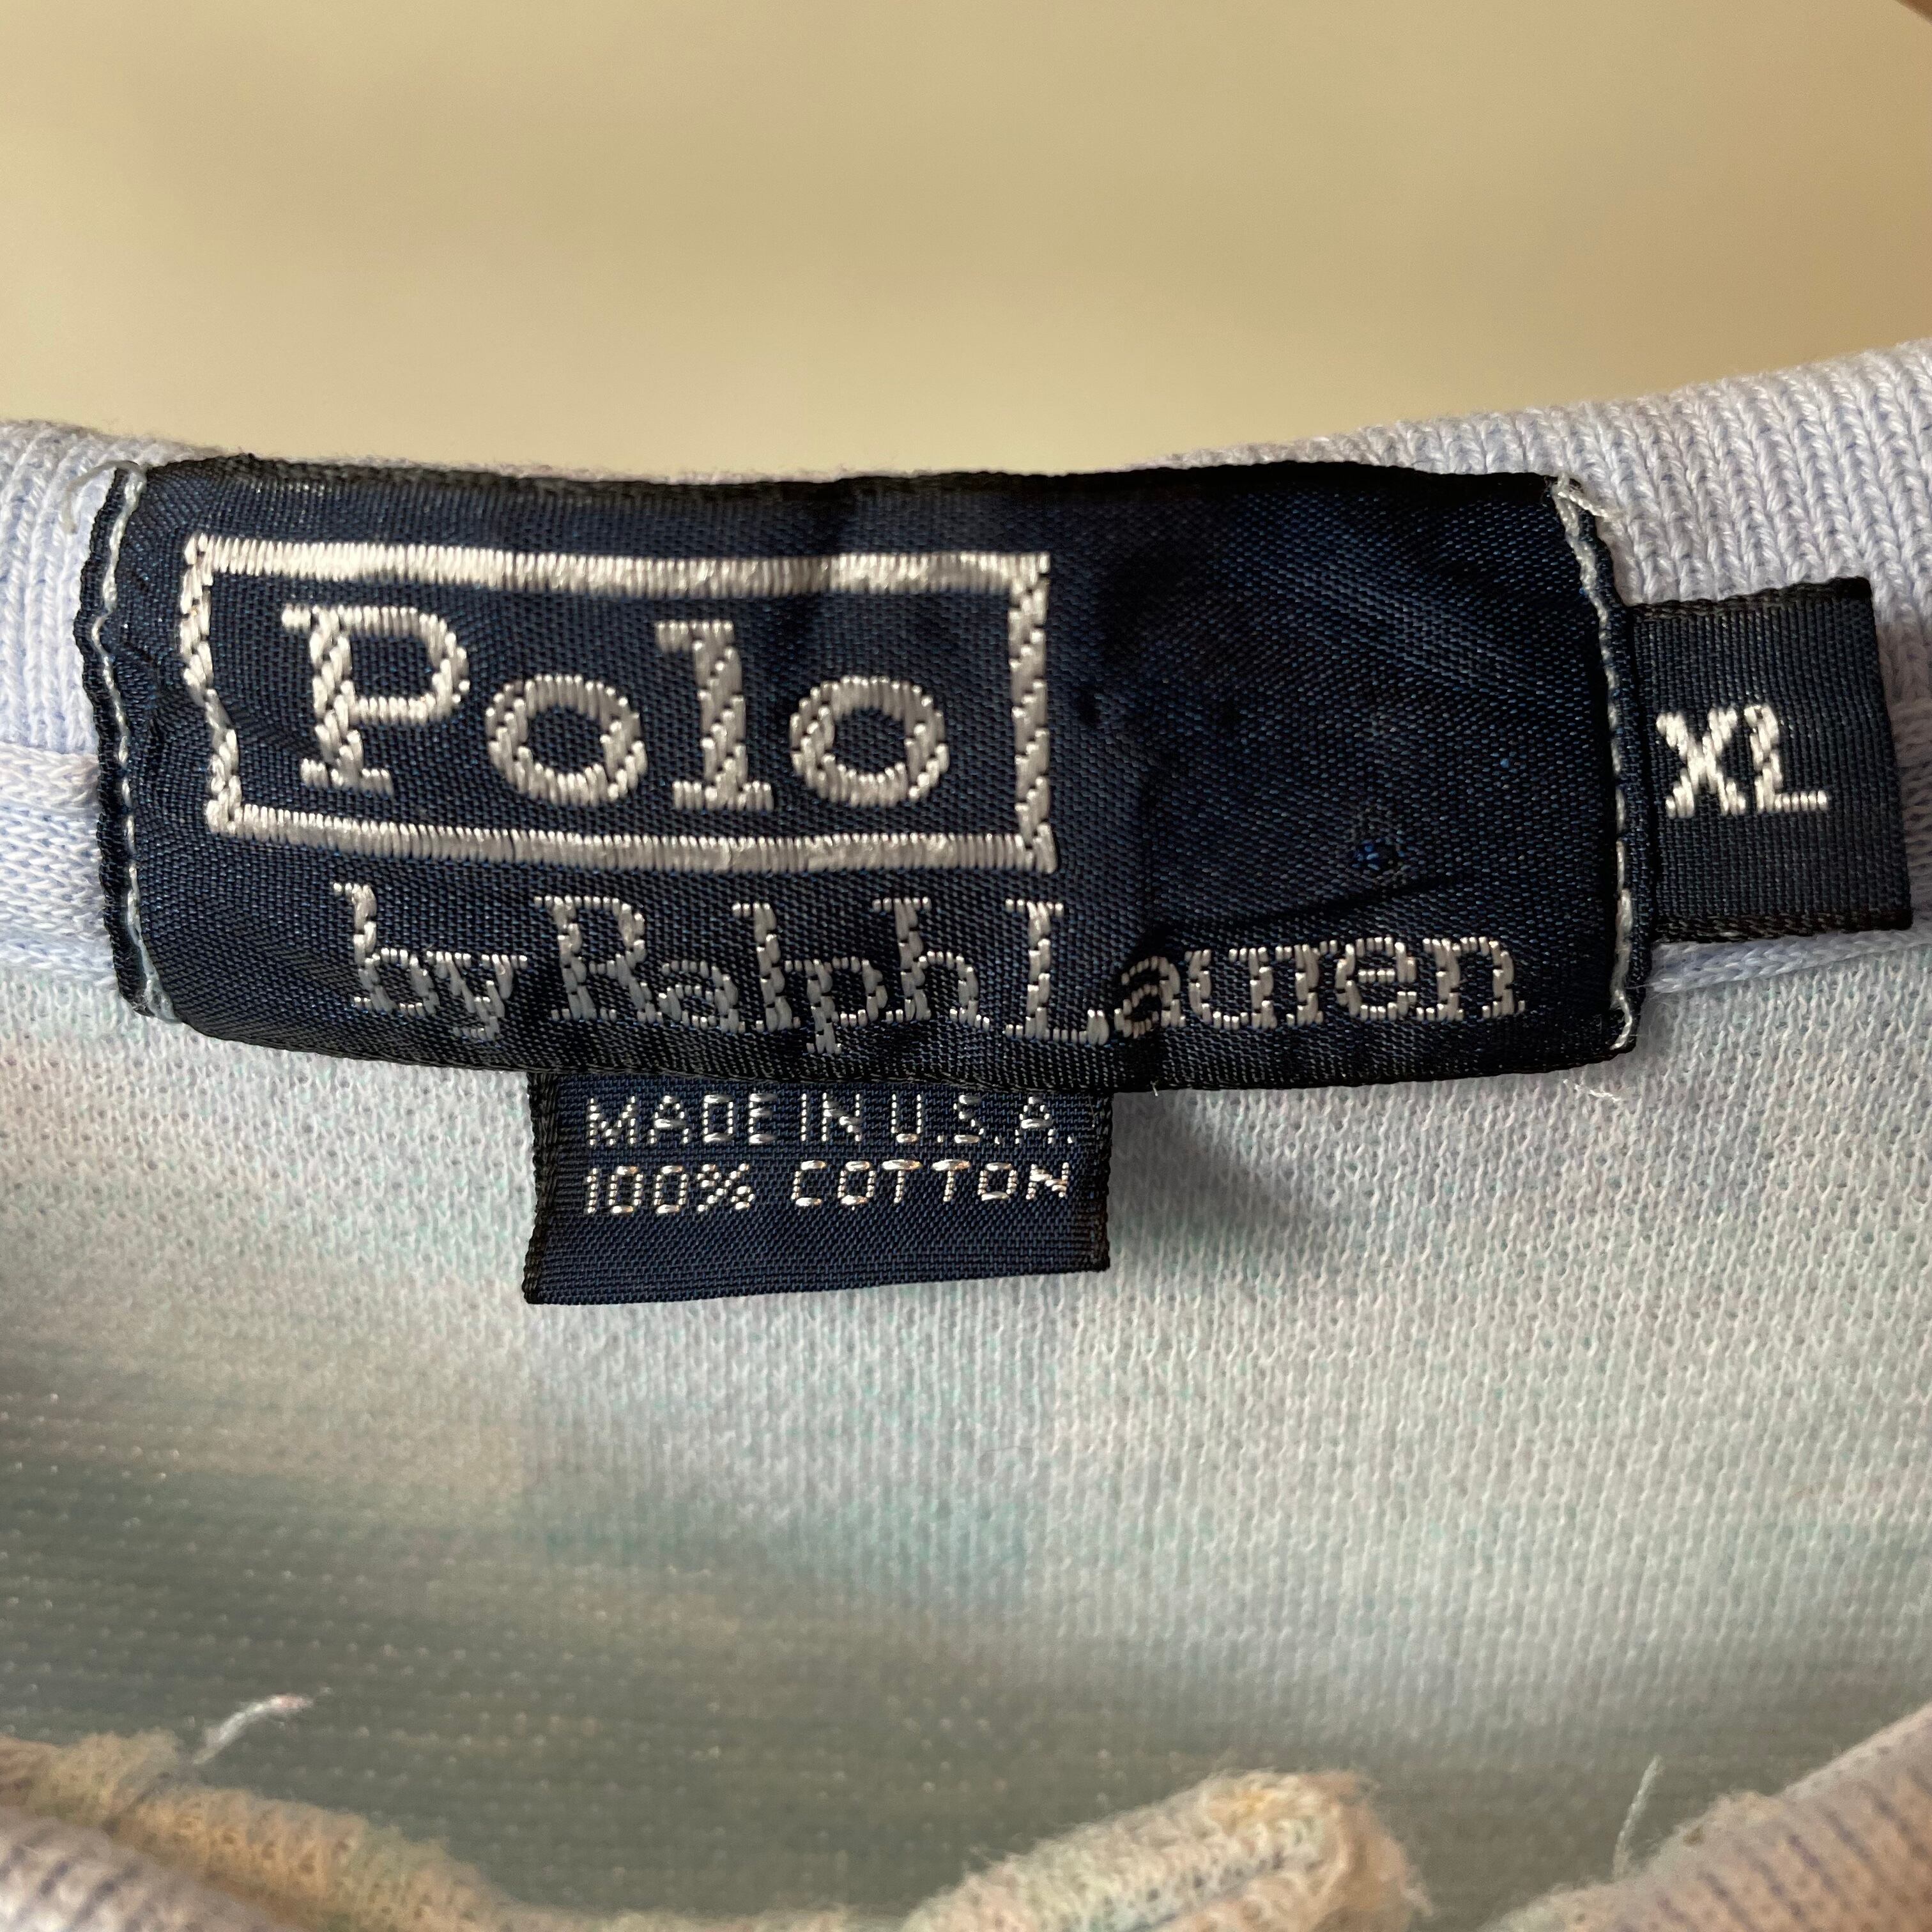 Polo
by Ralph Lauren
XL
MADE IN U.S.A.
100% COTTON